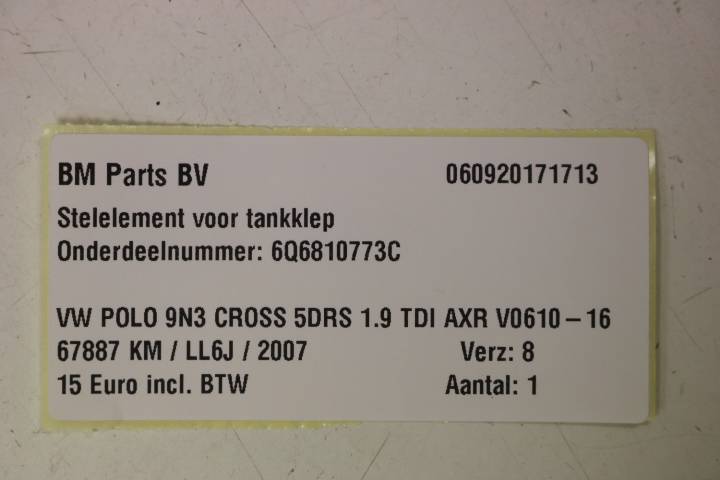 BM Parts BV 060920171713
Stelelement voor tankklep
Onderdeelnummer: 6Q6810773C
VW POLO 9N3 CROSS 5DRS 1.9 TDI AXR V0610 – 16
67887 KM / LL6J / 2007 Verz: 8
15 Euro incl. BTW Aantal: 1